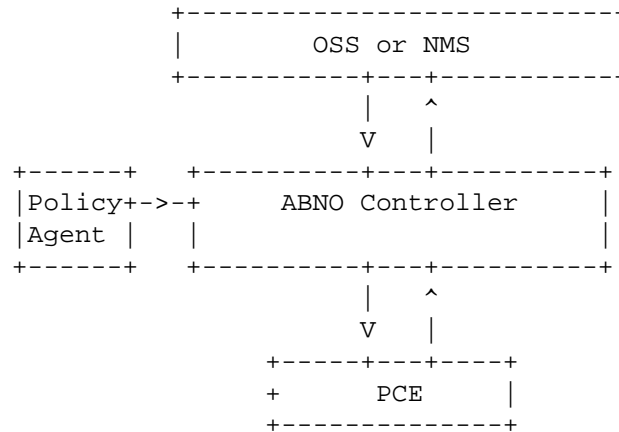 OSS or NMS
Policy
Agent
ABNO Controller
PCE